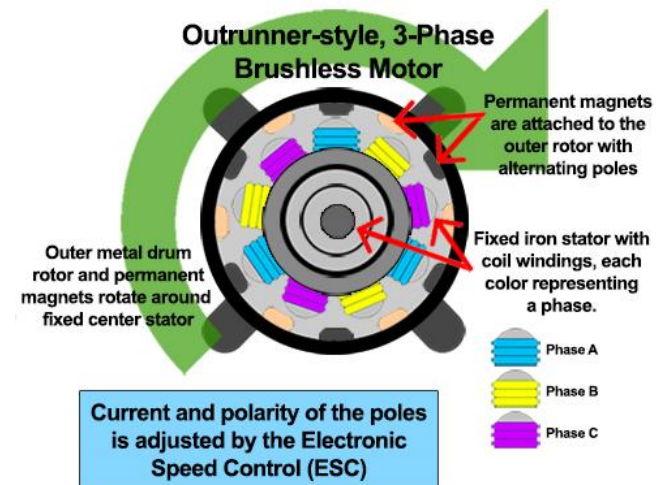 Outrunner-style, 3-Phase
Brushless Motor
Permanent magnets
are attached to the
outer rotor with
alternating poles
Fixed iron stator with
coil windings, each
color representing
a phase.
Outer metal drum
rotor and permanent
magnets rotate around
fixed center stator
Phase A
Phase B
Phase C
Current and polarity of the poles
is adjusted by the Electronic
Speed Control (ESC)